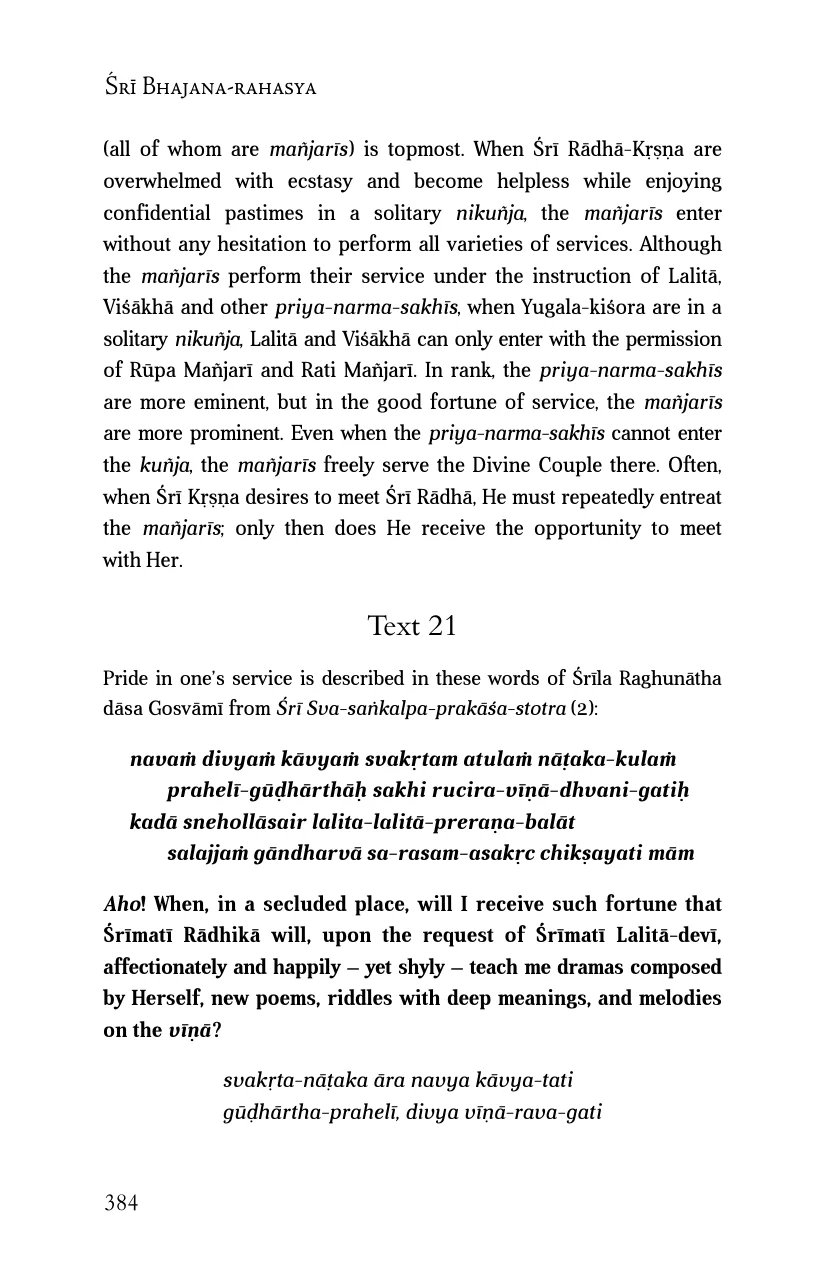 Śrī Bhajana-rahasya
(all of whom are mañjarīs) is topmost. When Śrī Rādhā-Kṛṣṇa are
overwhelmed with ecstasy and become helpless while enjoying
confidential pastimes in a solitary nikuñja, the mañjarīs enter
without any hesitation to perform all varieties of services. Although
the mañjarīs perform their service under the instruction of Lalitā,
Viśākhā and other priya-narma-sakhīs, when Yugala-kiśora are in a
solitary nikuñja, Lalitā and Viśākhā can only enter with the permission
of Rūpa Mañjarī and Rati Mañjarī. In rank, the priya-narma-sakhīs
are more eminent, but in the good fortune of service, the mañjarīs
are more prominent. Even when the priya-narma-sakhīs cannot enter
the kuñja, the mañjarīs freely serve the Divine Couple there. Often,
when Śrī Kṛṣṇa desires to meet Śrī Rādhā, He must repeatedly entreat
the mañjarīs; only then does He receive the opportunity to meet
with Her.
Text 21
Pride in one's service is described in these words of Śrīla Raghunātha
dāsa Gosvāmī from Śrī Sva-saṅkalpa-prakāśa-stotra (2):
navaṁ divyaṁ kāvyaṁ svakṛtam atulaṁ nāṭaka-kulaṁ
prahelī-gūḍhārthāḥ sakhi rucira-vīṇā-dhvani-gatiḥ
kadā snehollāsair lalita-lalitā-preraṇa-balāt
salajjaṁ gāndharvā sa-rasam-asakṛc chikṣayati mām
Aho! When, in a secluded place, will I receive such fortune that
Śrīmatī Rādhikā will, upon the request of Śrīmatī Lalitā-devī,
affectionately and happily – yet shyly – teach me dramas composed
by Herself, new poems, riddles with deep meanings, and melodies
on the vīṇā?
svakṛta-nāṭaka āra navya kāvya-tati
gūḍhārtha-prahelī, divya vīṇā-rava-gati
384